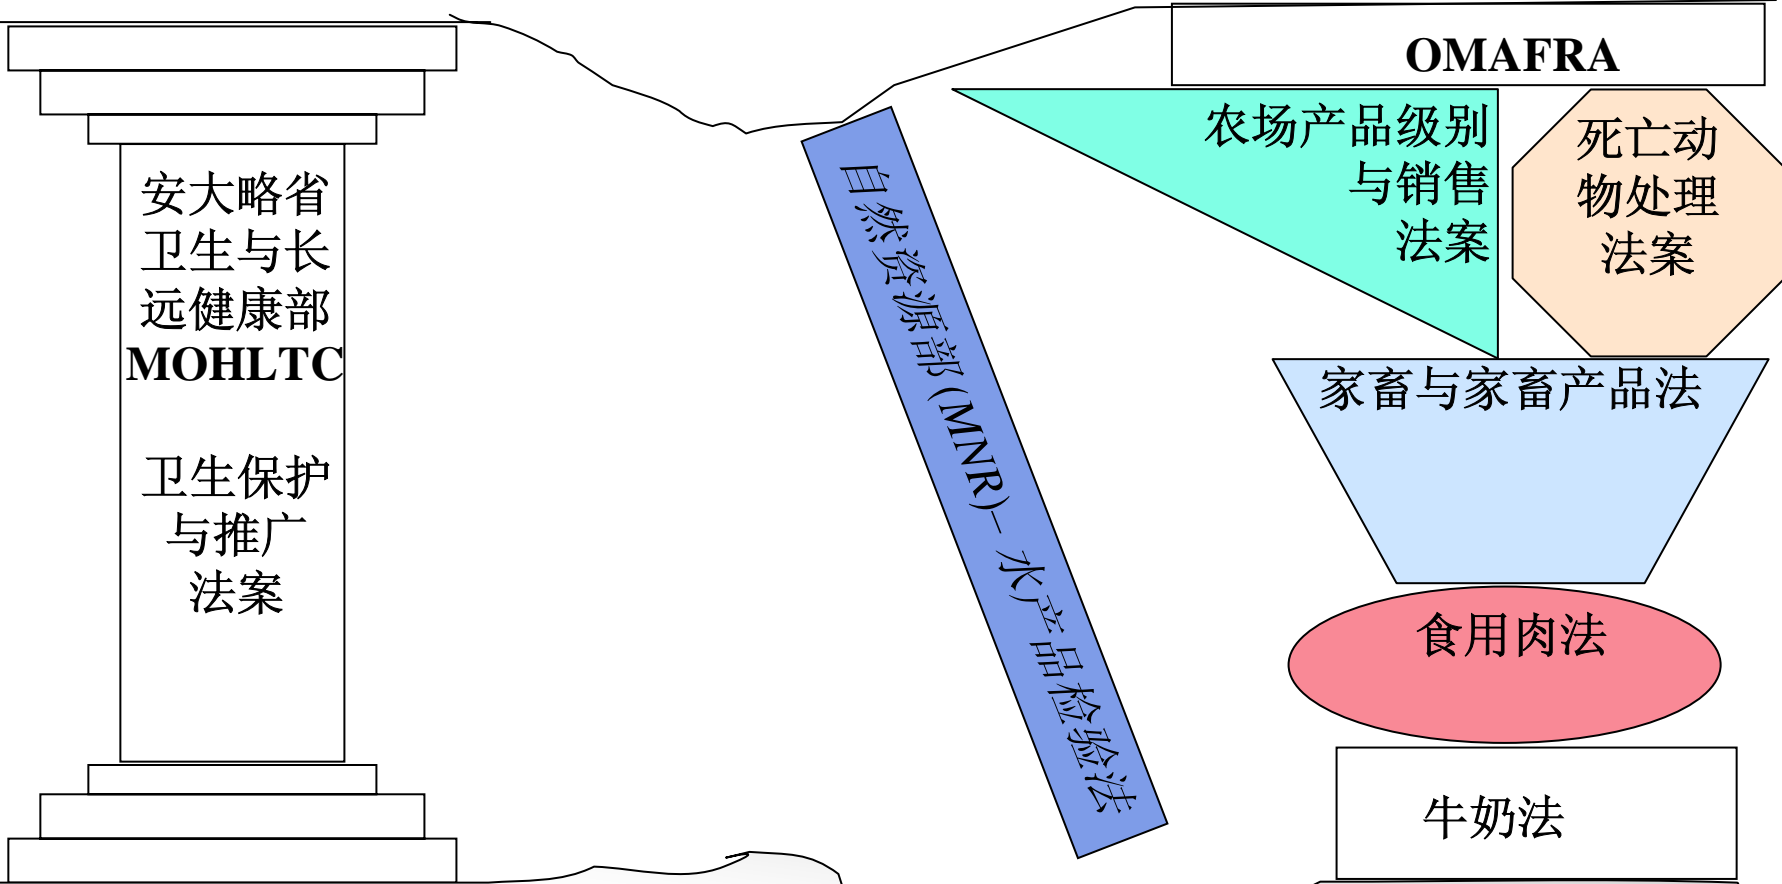 安大略省
卫生与长
远健康部
MOHLTC
卫生保护
与推广
法案
自然资源部(MNR)– 水产品检验法
OMAFRA
农场产品级别
与销售
法案
死亡动
物处理
法案
家畜与家畜产品法
食用肉法
牛奶法